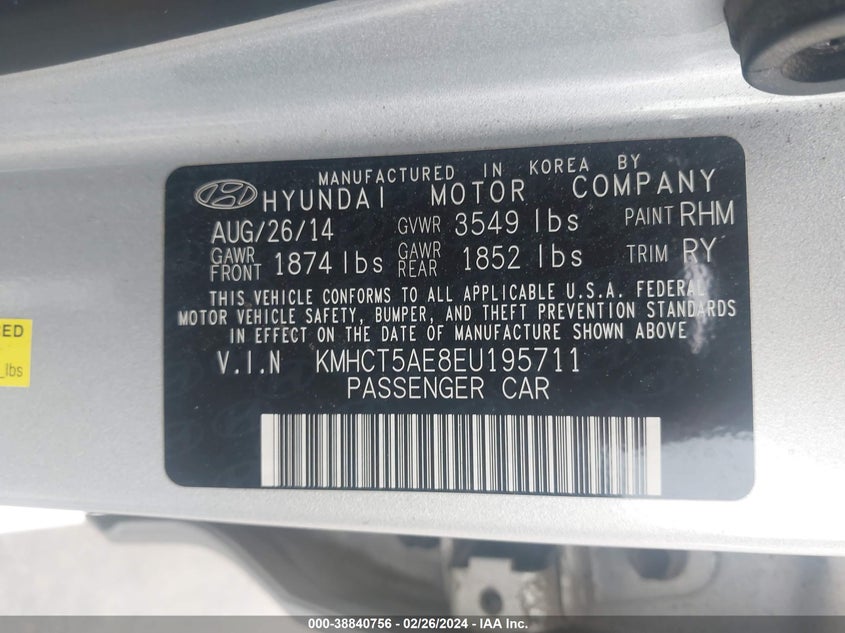 MANUFACTURED IN KOREA BY
HYUNDAI MOTOR COMPANY
AUG/26/14 GVWR 3549 lbs PAINT RHM
GAWR FRONT 1874 lbs GAWR REAR 1852 lbs TRIM RY
THIS VEHICLE CONFORMS TO ALL APPLICABLE U.S.A. FEDERAL
MOTOR VEHICLE SAFETY, BUMPER, AND THEFT PREVENTION STANDARDS
IN EFFECT ON THE DATE OF MANUFACTURE SHOWN ABOVE
V.I.N KMHCT5AE8EU195711
PASSENGER CAR
lbs
000-38840756 - 02/26/2024 - IAA Inc.